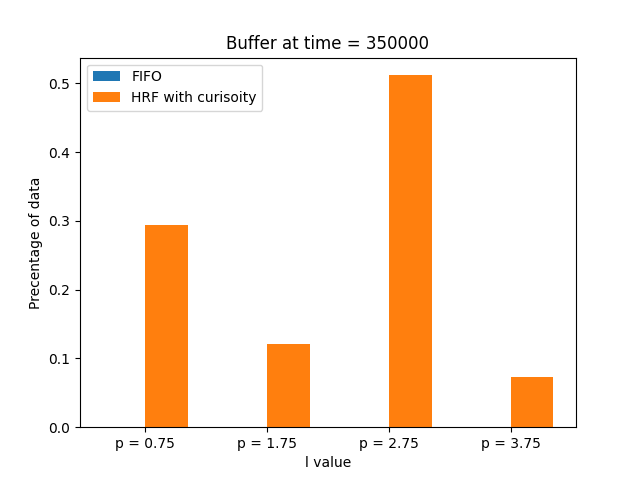 Buffer at time = 350000
FIFO
HRF with curisoity
Precentage of data
0.5
0.4
0.3
0.2
0.1
0.0
p = 0.75
p = 1.75
p = 2.75
p = 3.75
l value